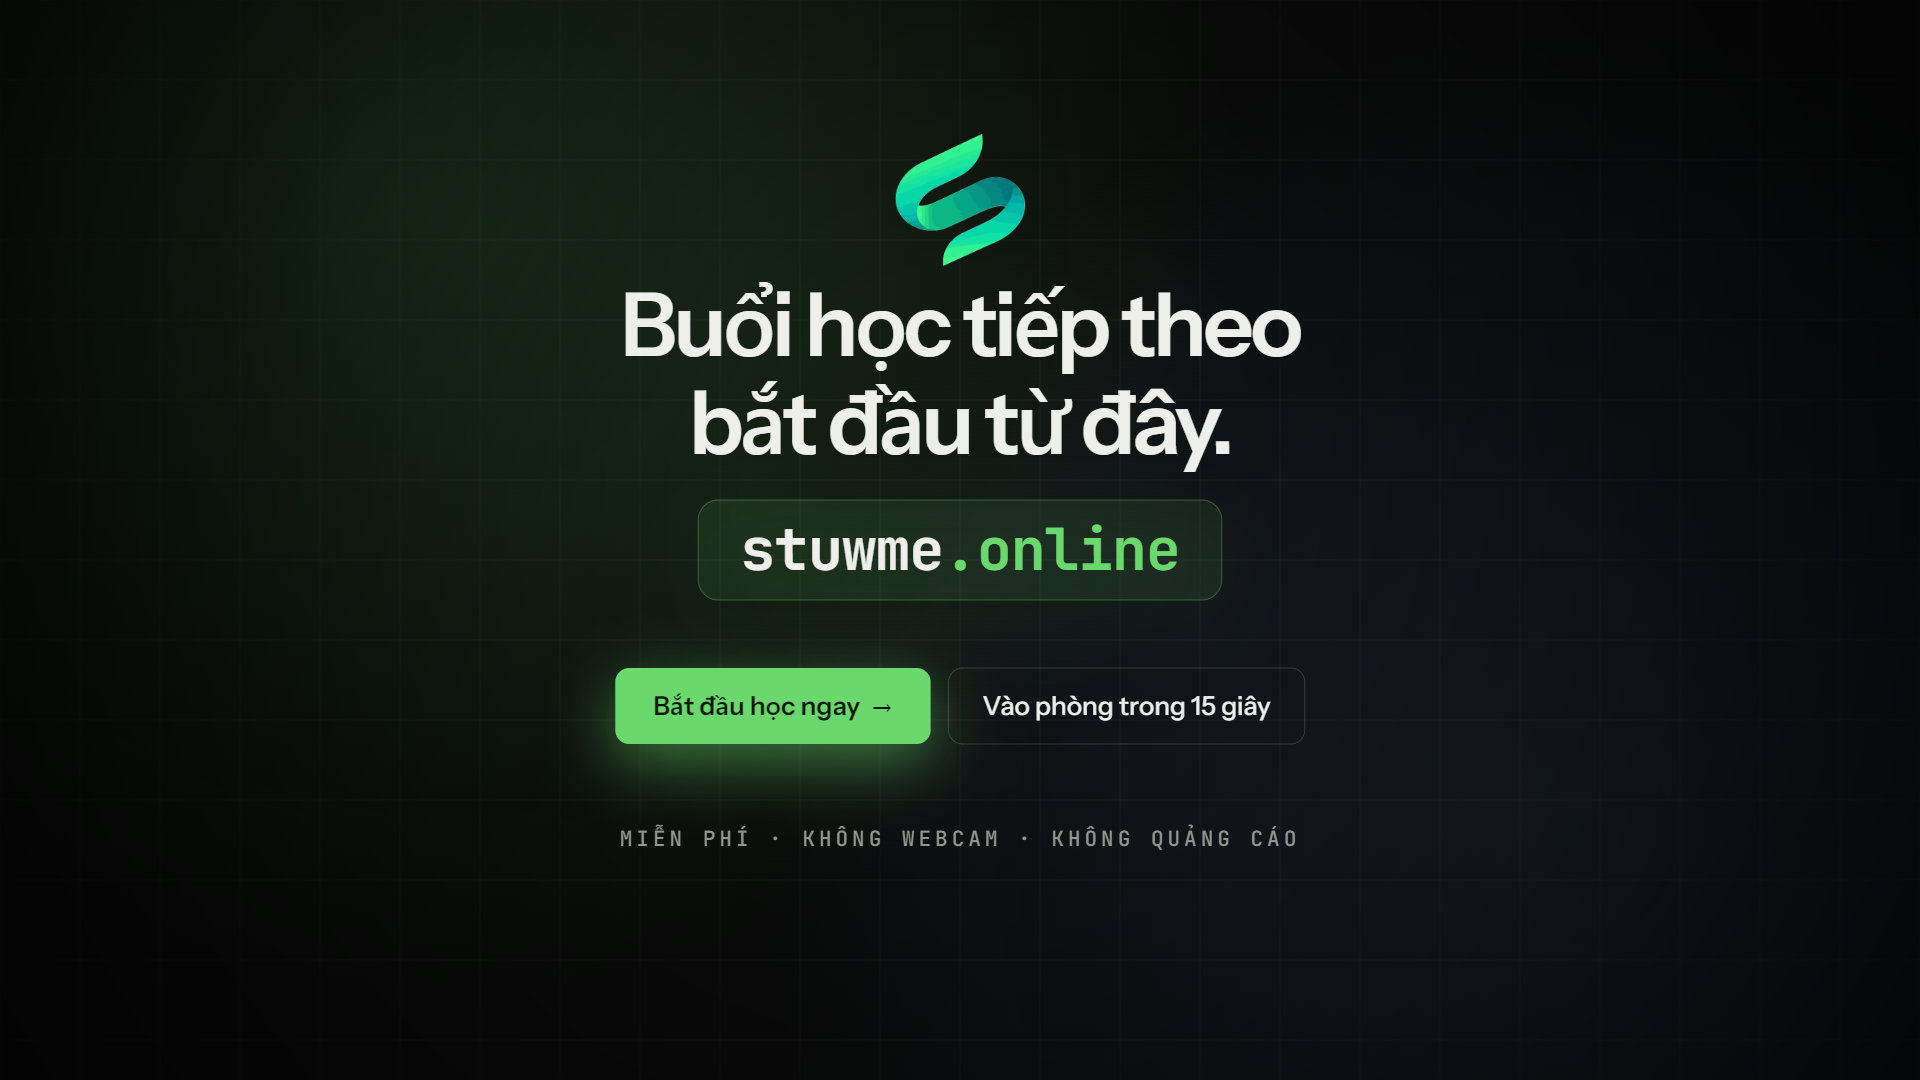 Buổi học tiếp theo
bắt đầu từ đây.
stuwme.online
Bắt đầu học ngay →
Vào phòng trong 15 giây
MIỄN PHÍ · KHÔNG WEBCAM · KHÔNG QUẢNG CÁO